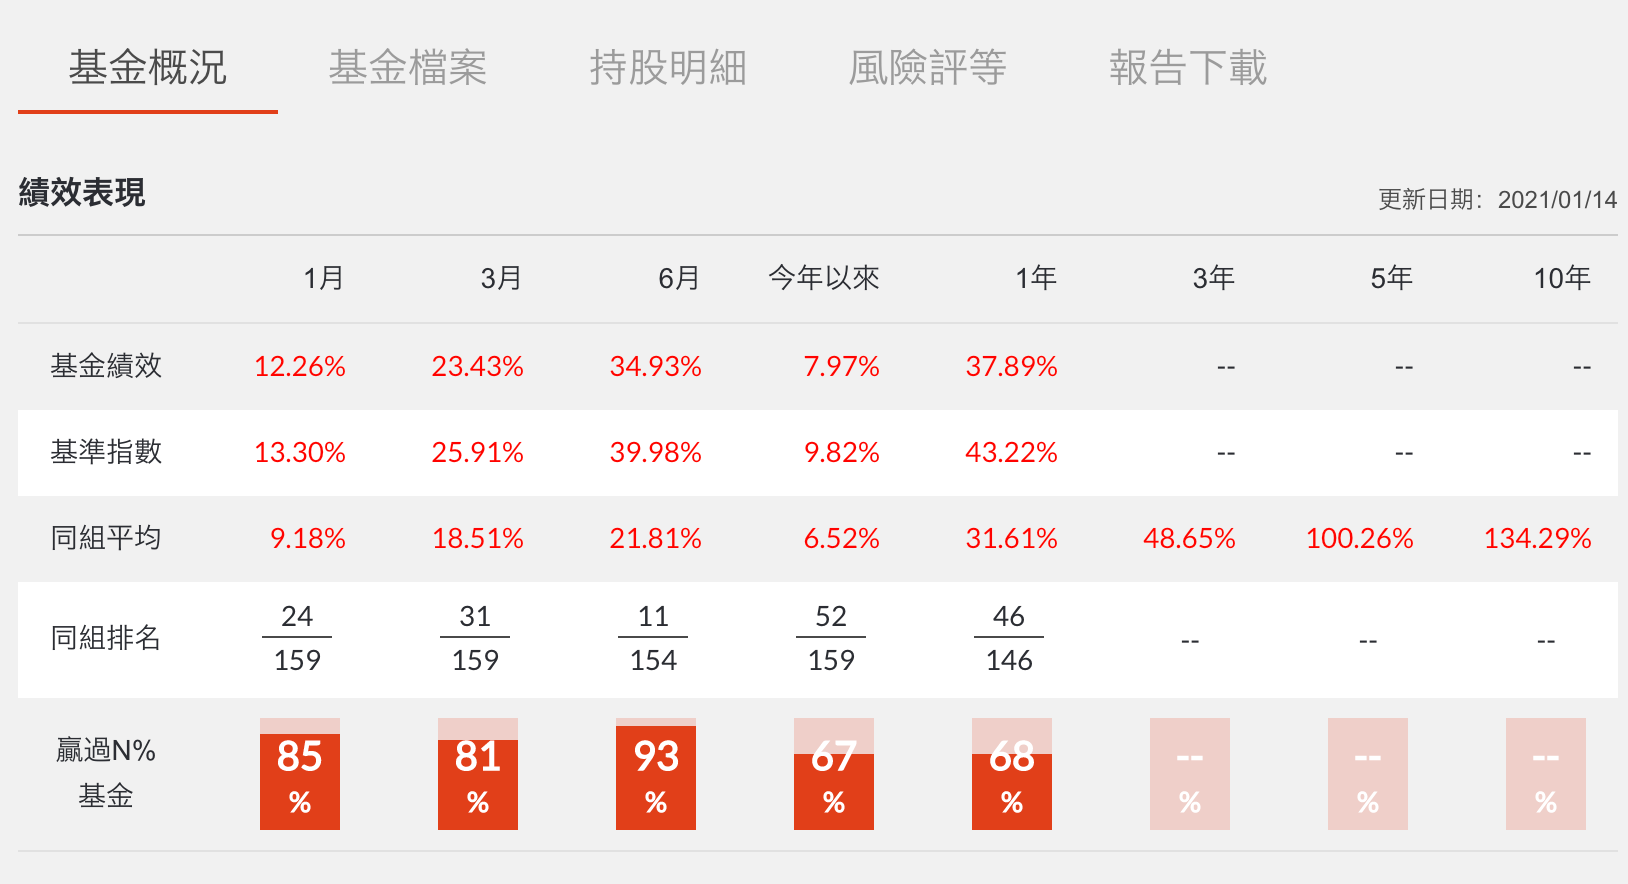 基金概況 基金檔案 持股明細 風險評等 報告下載
績效表現
更新日期：2021/01/14
1月 3月 6月 今年以來 1年 3年 5年 10年
基金績效 12.26% 23.43% 34.93% 7.97% 37.89% -- -- --
基準指數 13.30% 25.91% 39.98% 9.82% 43.22% -- -- --
同組平均 9.18% 18.51% 21.81% 6.52% 31.61% 48.65% 100.26% 134.29%
24 31 11 52 46
同組排名 -- -- --
159 159 154 159 146
贏過N% 85 81 93 67 68 -- -- --
基金 % % % % % % % %